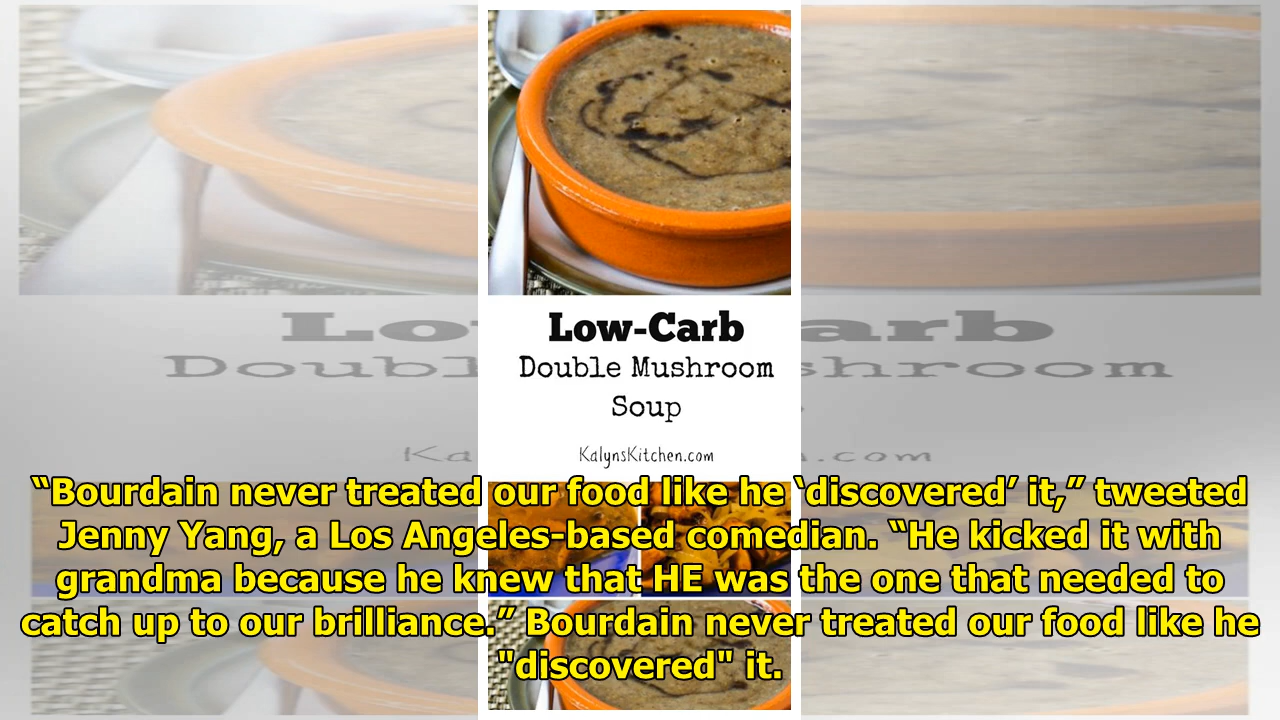 Low-Carb
Double Mushroom
Soup
KalynsKitchen.com
“Bourdain never treated our food like he ‘discovered’ it,” tweeted
Jenny Yang, a Los Angeles-based comedian. “He kicked it with
grandma because he knew that HE was the one that needed to
catch up to our brilliance.” Bourdain never treated our food like he
"discovered" it.